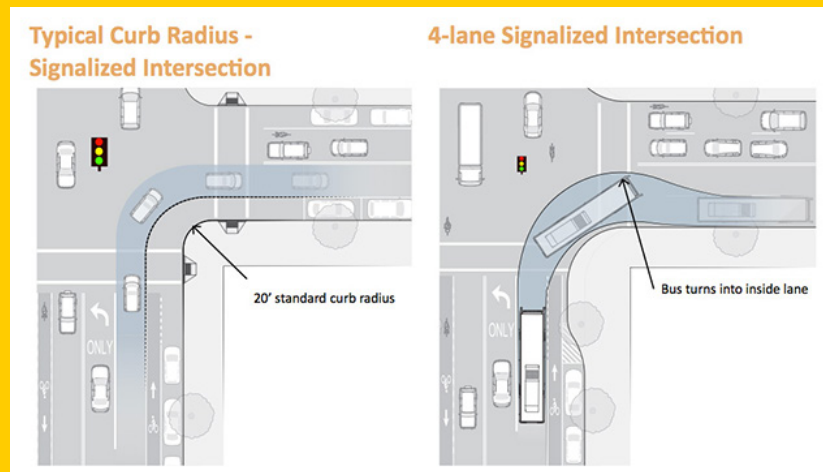 Typical Curb Radius -
Signalized Intersection
4-lane Signalized Intersection
20’ standard curb radius
Bus turns into inside lane
ONLY
ONLY